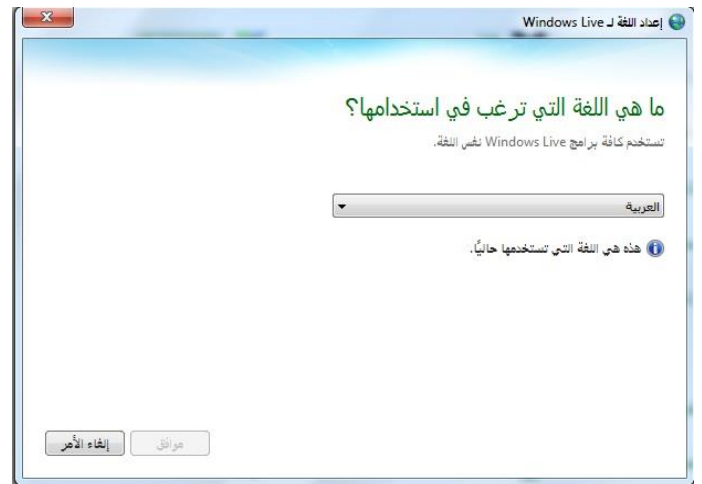 إعداد اللغة لـ Windows Live
ما هي اللغة التي ترغب في استخدامها؟
تستخدم كافة برامج Windows Live نفس اللغة.
العربية
هذه هي اللغة التي تستخدمها حاليًا.
موافق
إلغاء الأمر